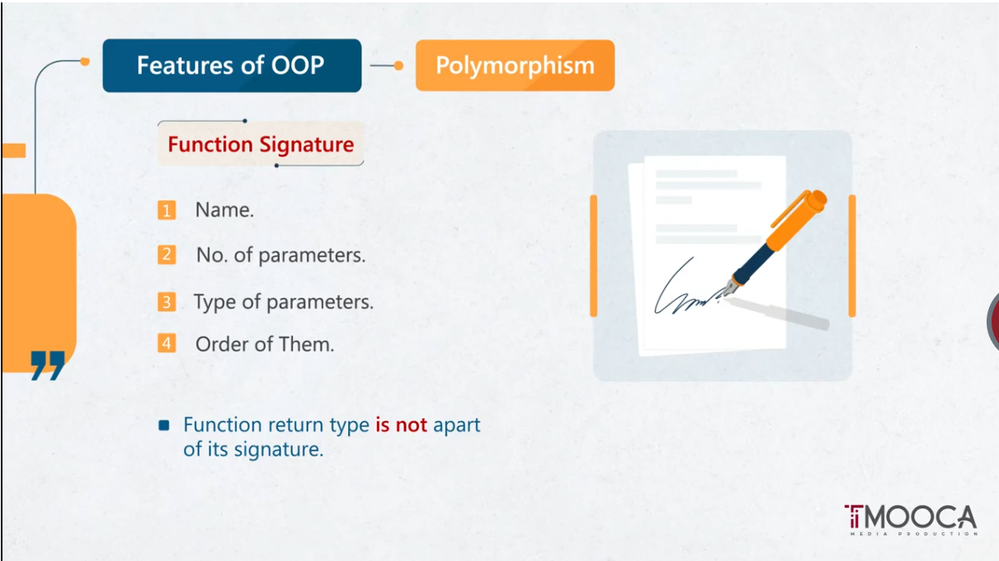 Features of OOP
Polymorphism
Function Signature
1 Name.
2 No. of parameters.
3 Type of parameters.
4 Order of Them.
Function return type is not apart
of its signature.
MOOCA
MEDIA PRODUCTION